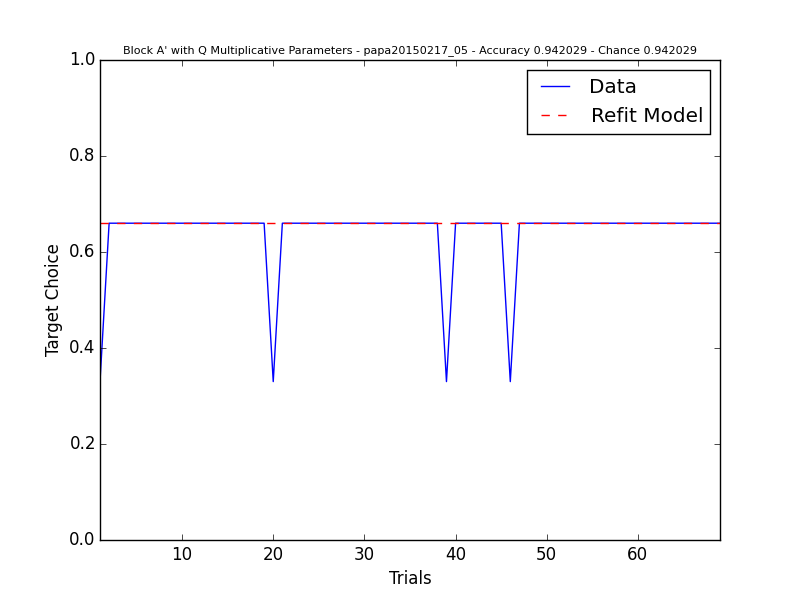 Block A' with Q Multiplicative Parameters - papa20150217_05 - Accuracy 0.942029 - Chance 0.942029
1.0
Data
Refit Model
0.8
0.6
Target Choice
0.4
0.2
0.0
10 20 30 40 50 60
Trials